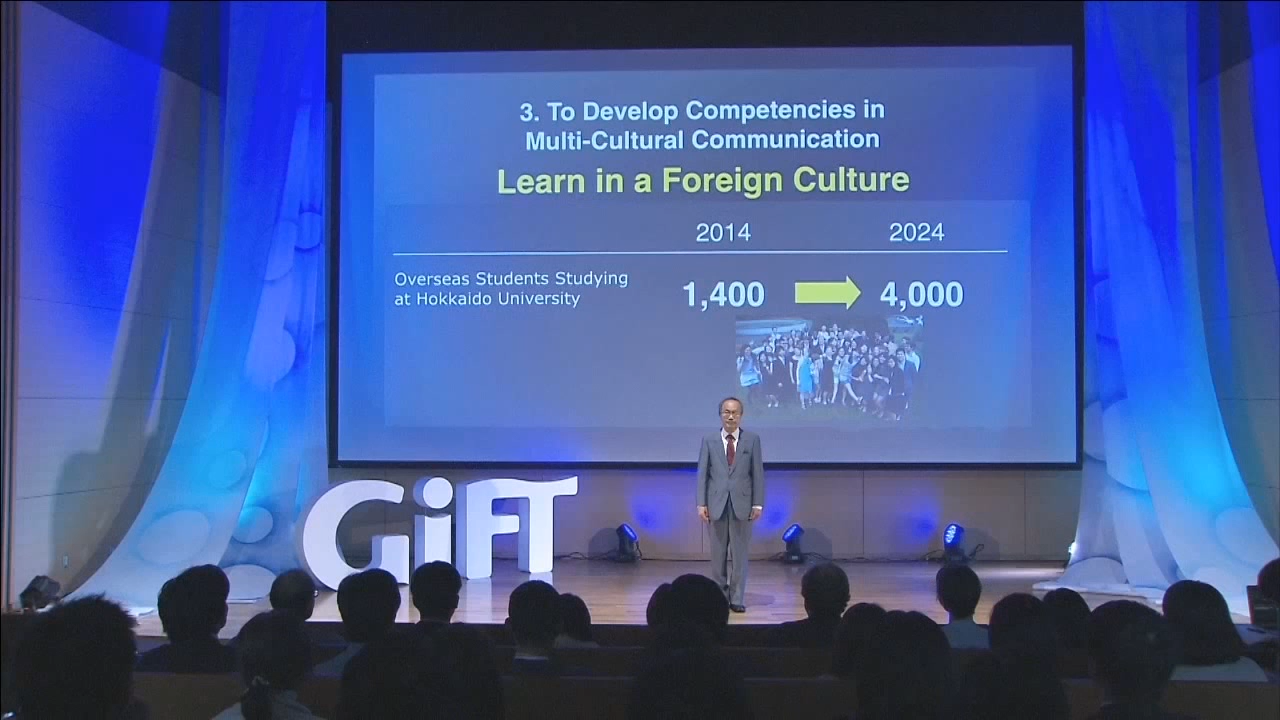 3. To Develop Competencies in
Multi-Cultural Communication
Learn in a Foreign Culture
2014 2024
Overseas Students Studying
at Hokkaido University
1,400 4,000
GiFT